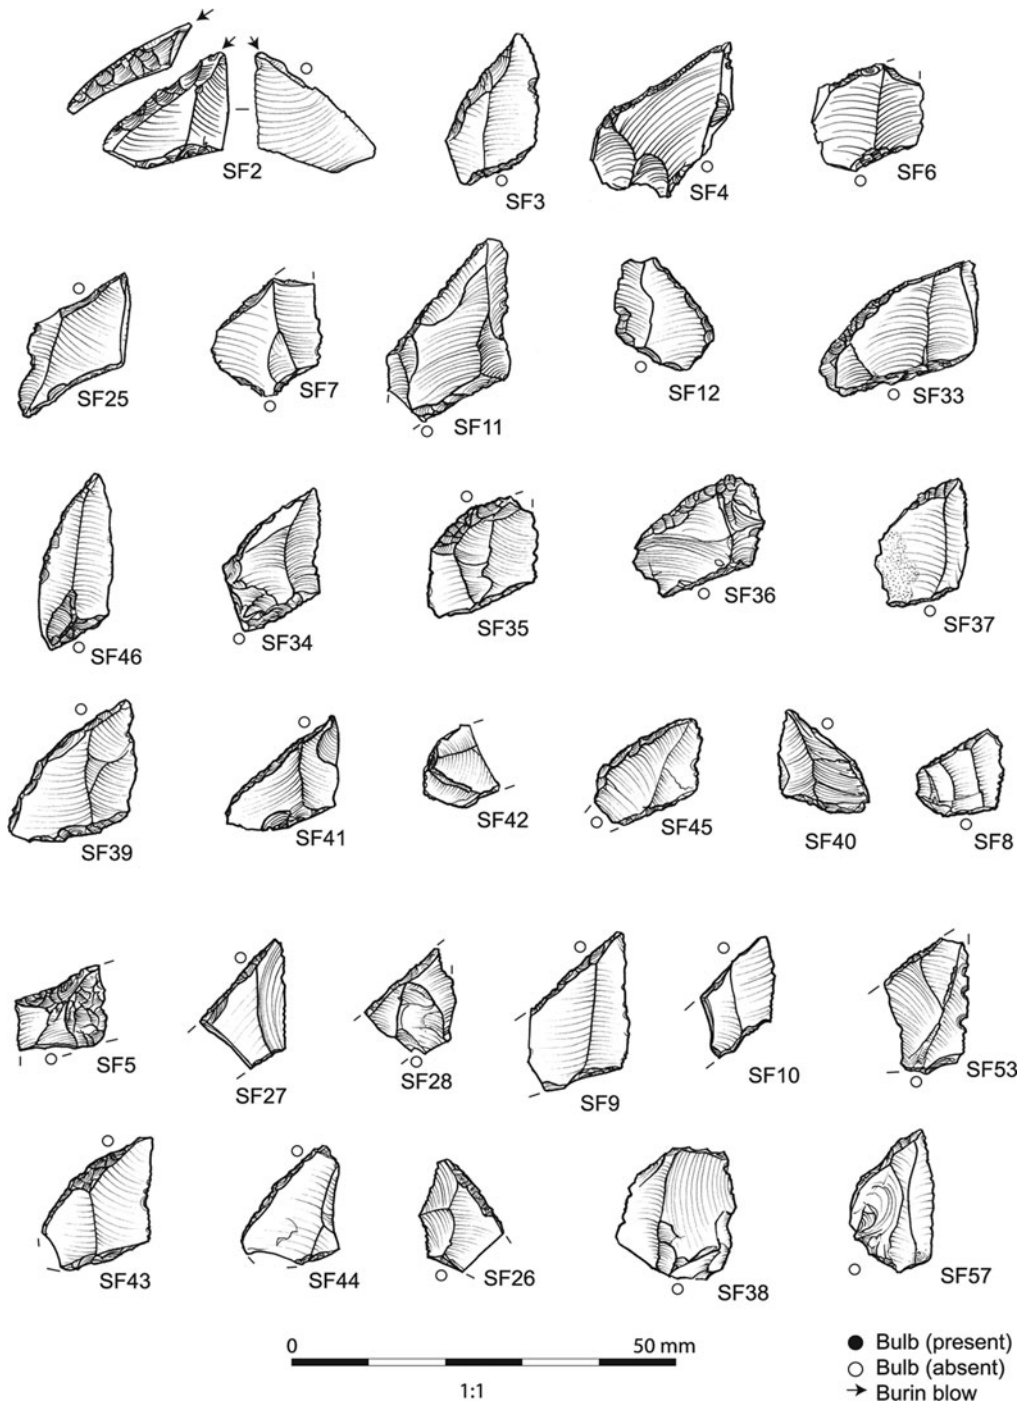 SF2
SF3
SF4
SF6
SF25
SF7
SF11
SF12
SF33
SF46
SF34
SF35
SF36
SF37
SF39
SF41
SF42
SF45
SF40
SF8
SF5
SF27
SF28
SF9
SF10
SF53
SF43
SF44
SF26
SF38
SF57
0 50 mm
1:1
Bulb (present)
Bulb (absent)
Burin blow